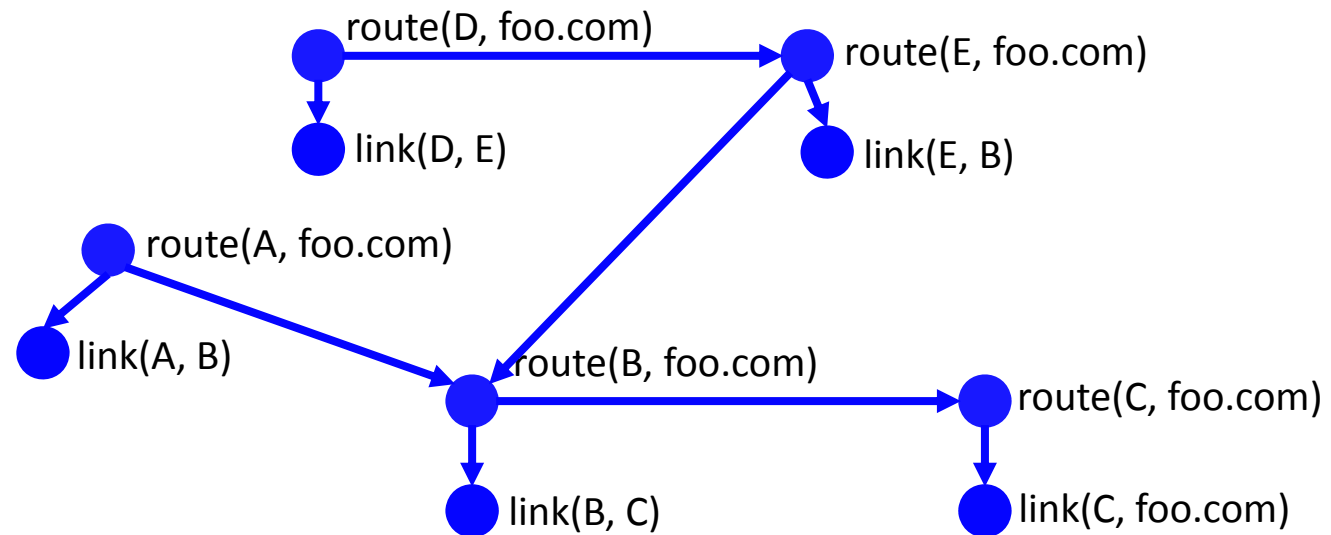 route(D, foo.com)
route(E, foo.com)
link(D, E)
link(E, B)
route(A, foo.com)
link(A, B)
route(B, foo.com)
route(C, foo.com)
link(B, C)
link(C, foo.com)